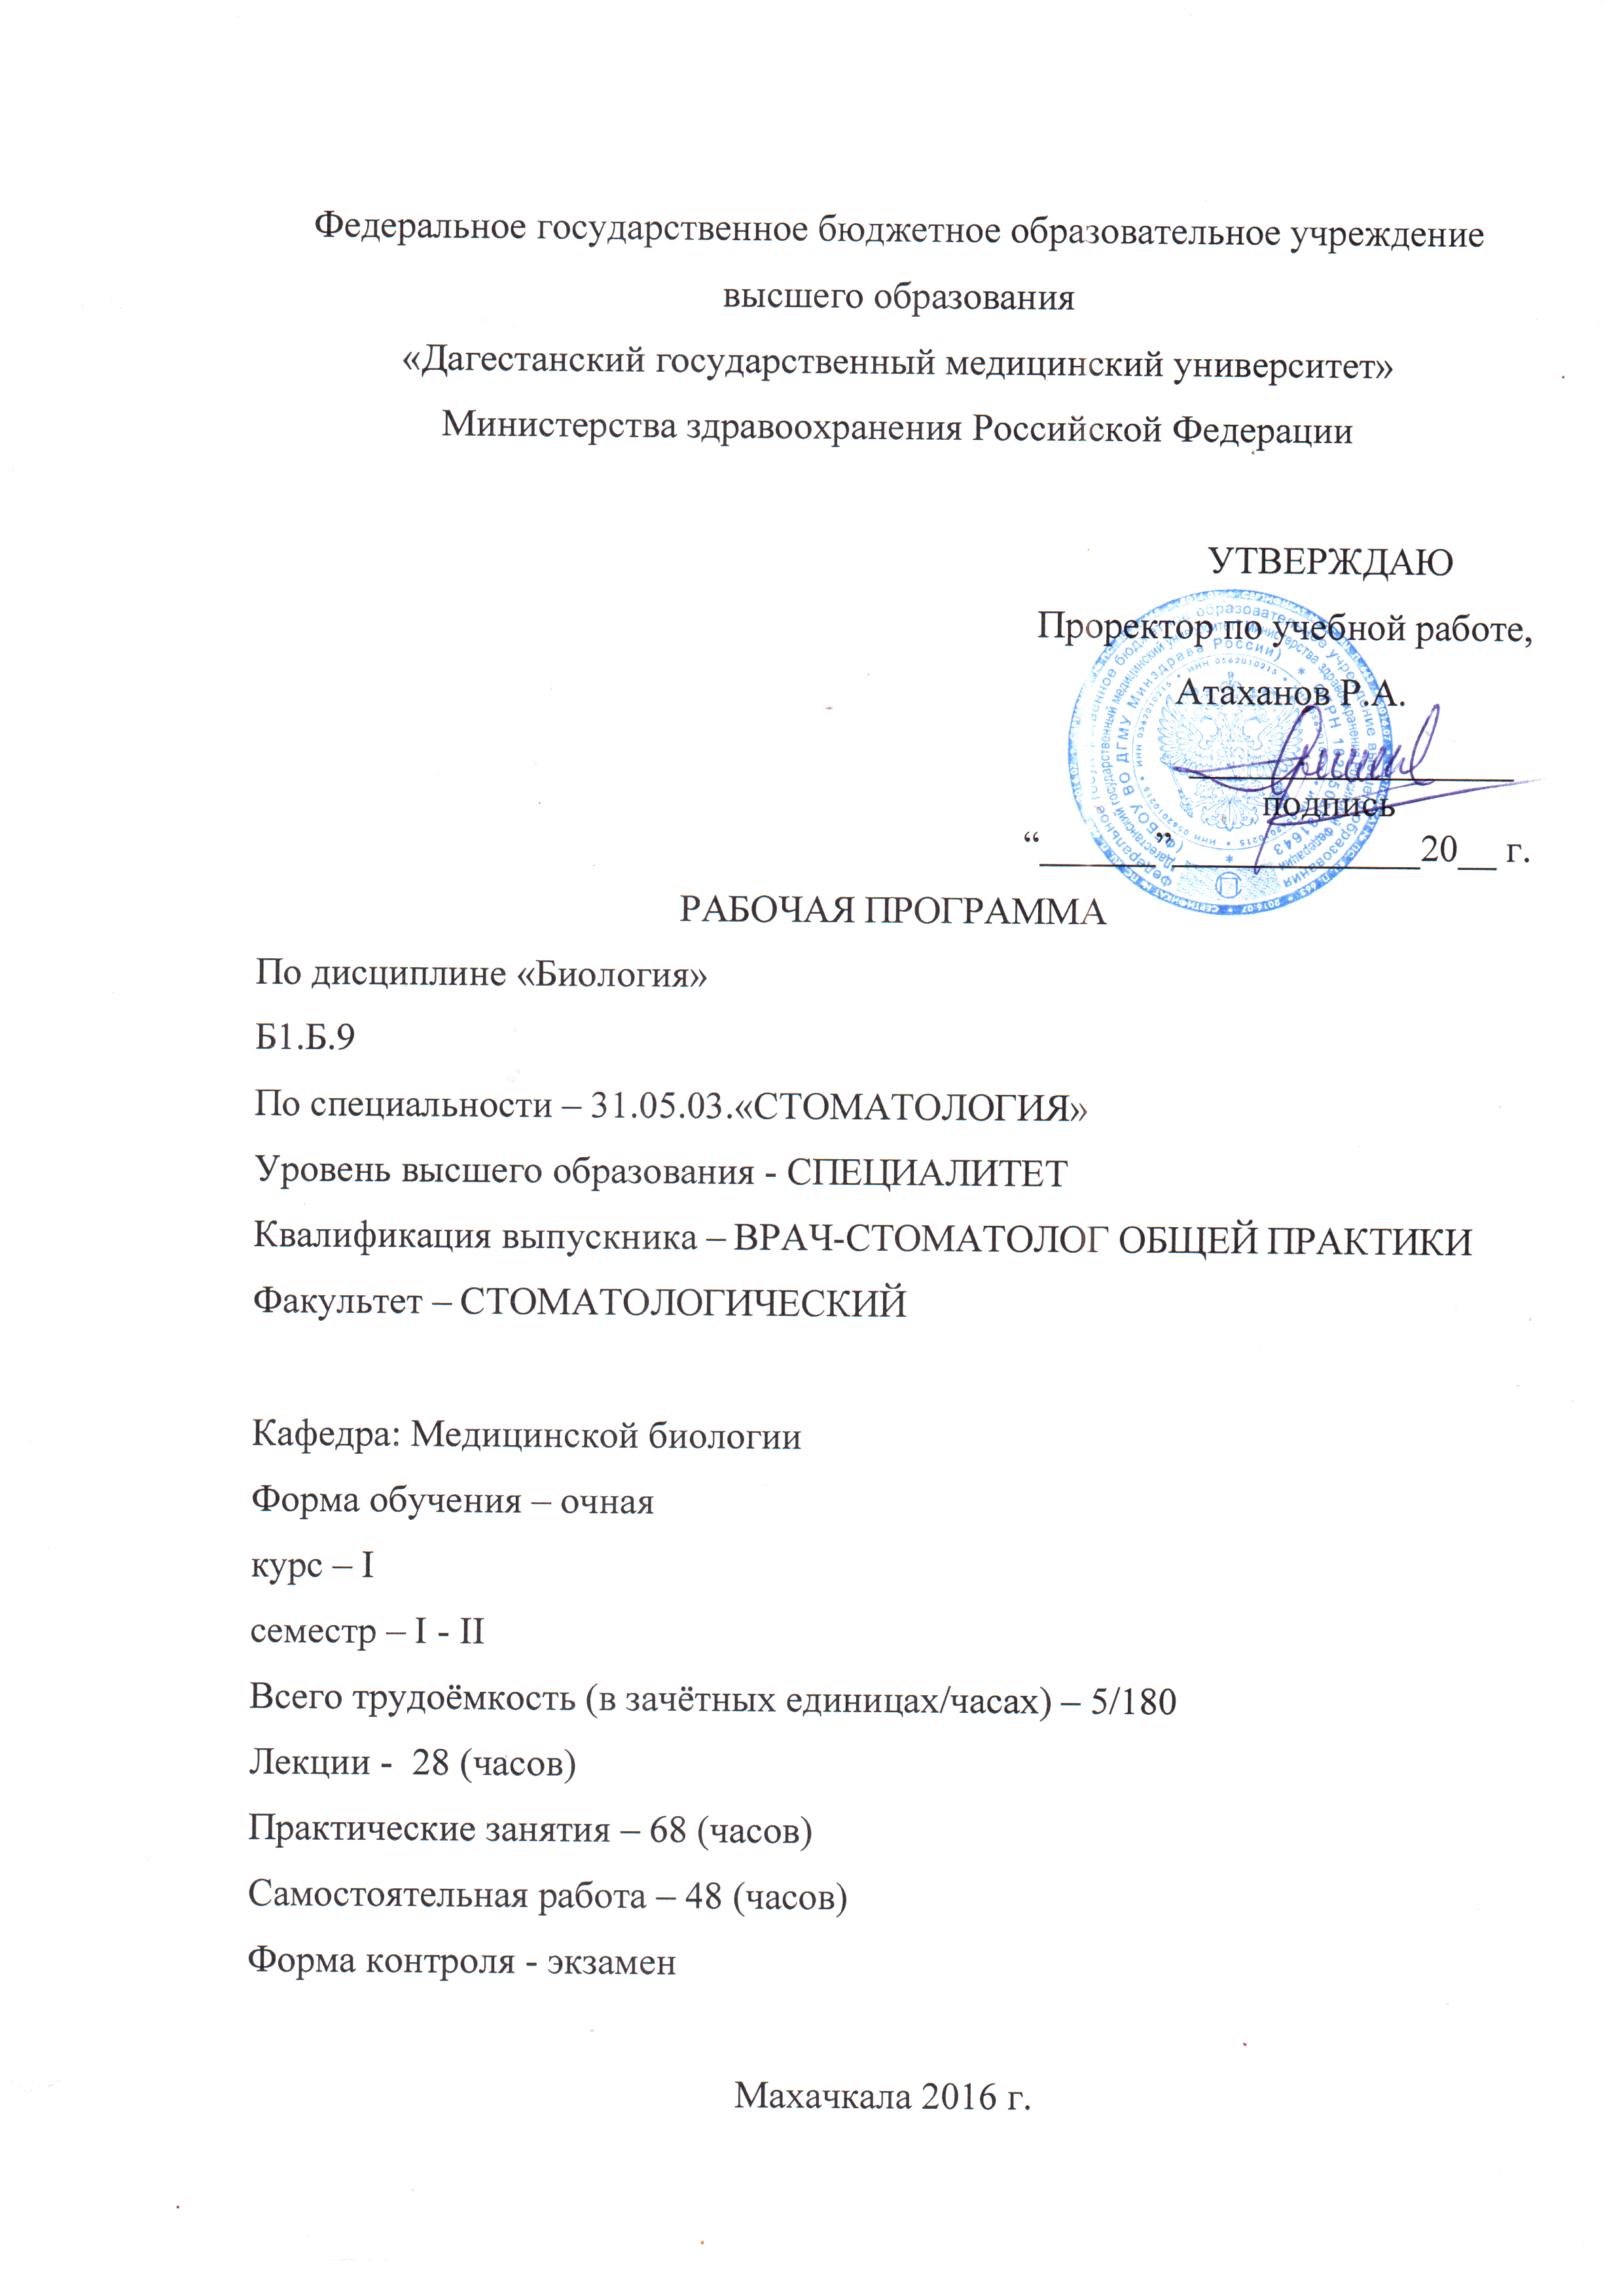 Федеральное государственное бюджетное образовательное учреждение
высшего образования
«Дагестанский государственный медицинский университет»
Министерства здравоохранения Российской Федерации
УТВЕРЖДАЮ
Проректор по учебной работе,
Атаханов Р.А.
подпись
“______” _____________20__ г.
РАБОЧАЯ ПРОГРАММА
По дисциплине «Биология»
Б1.Б.9
По специальности – 31.05.03.«СТОМАТОЛОГИЯ»
Уровень высшего образования - СПЕЦИАЛИТЕТ
Квалификация выпускника – ВРАЧ-СТОМАТОЛОГ ОБЩЕЙ ПРАКТИКИ
Факультет – СТОМАТОЛОГИЧЕСКИЙ
Кафедра: Медицинской биологии
Форма обучения – очная
курс – I
семестр – I - II
Всего трудоёмкость (в зачётных единицах/часах) – 5/180
Лекции - 28 (часов)
Практические занятия – 68 (часов)
Самостоятельная работа – 48 (часов)
Форма контроля - экзамен
Махачкала 2016 г.